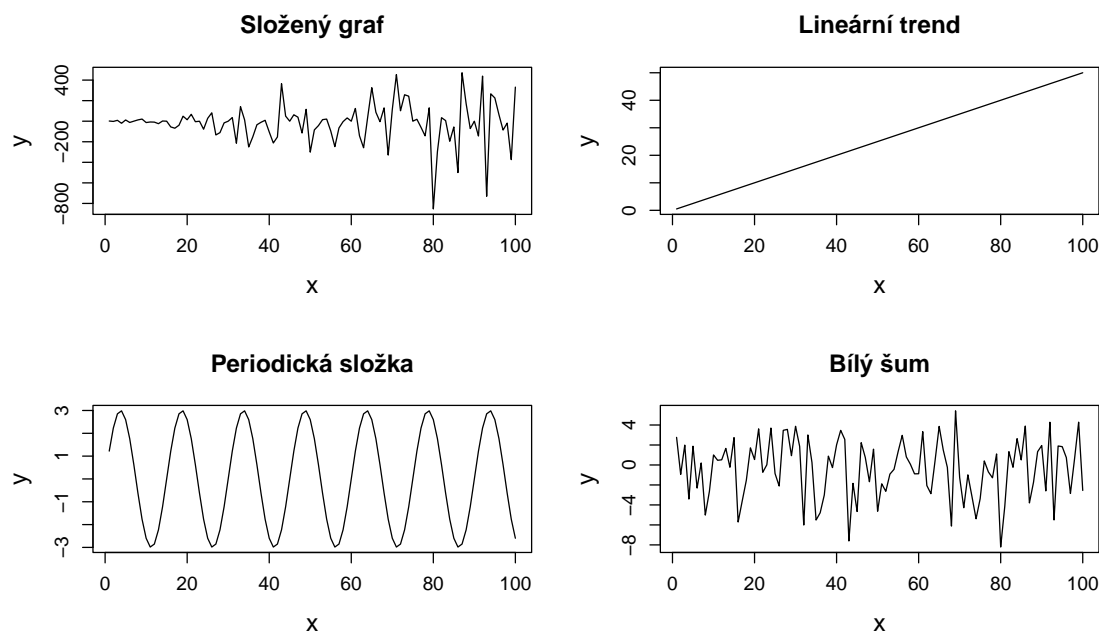 Složený graf
y
400
−200
−800
0 20 40 60 80 100
x
Lineární trend
y
40
20
0
0 20 40 60 80 100
x
Periodická složka
y
3
1
−1
−3
0 20 40 60 80 100
x
Bílý šum
y
4
0
−4
−8
0 20 40 60 80 100
x